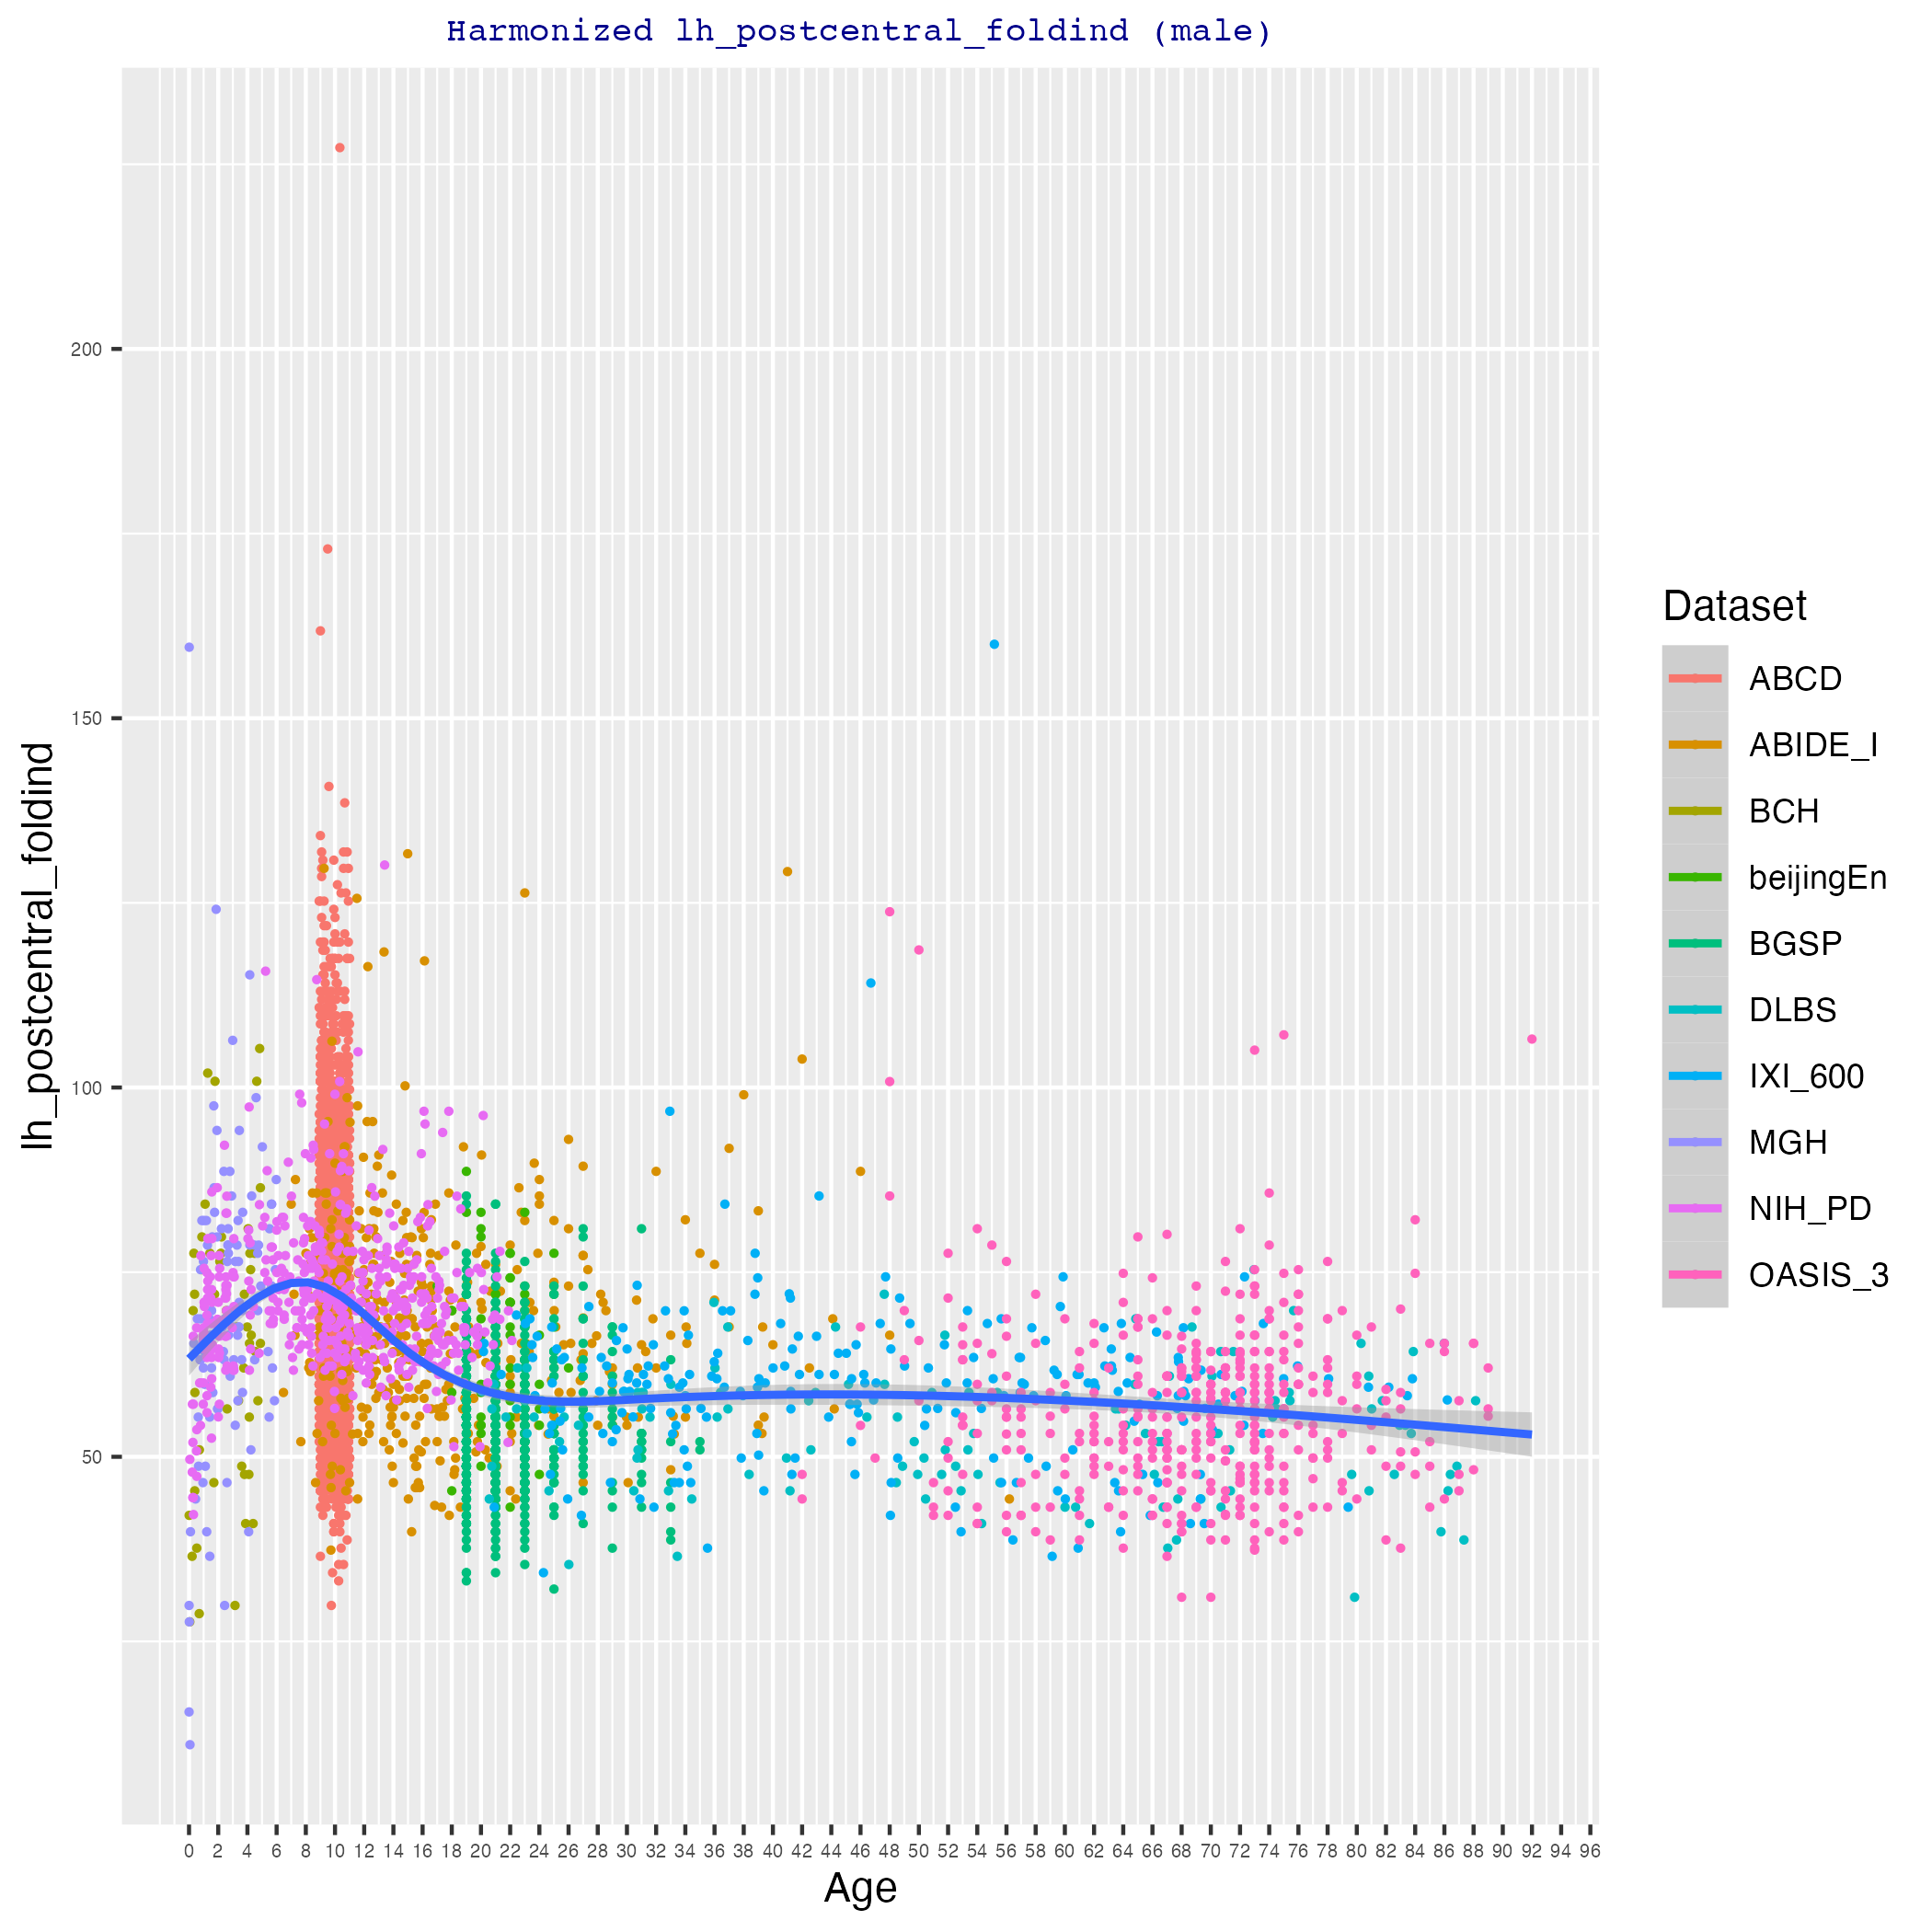 Harmonized lh_postcentral_foldind (male)
lh_postcentral_foldind
200
150
100
50
0 2 4 6 8 10 12 14 16 18 20 22 24 26 28 30 32 34 36 38 40 42 44 46 48 50 52 54 56 58 60 62 64 66 68 70 72 74 76 78 80 82 84 86 88 90 92 94 96
Age
Dataset
ABCD
ABIDE_I
BCH
beijingEn
BGSP
DLBS
IXI_600
MGH
NIH_PD
OASIS_3